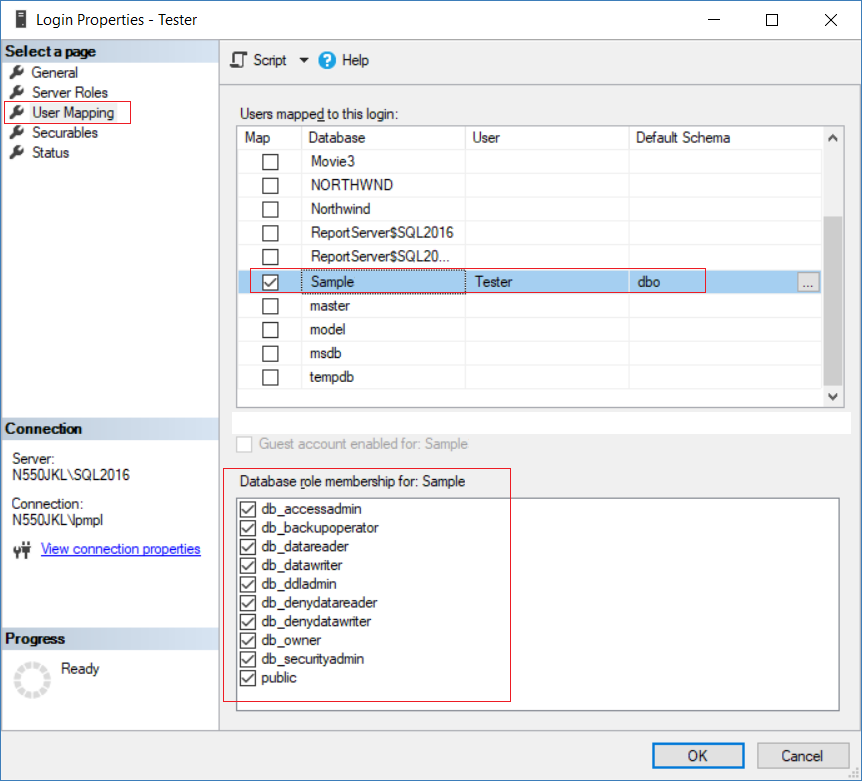 Login Properties - Tester
Select a page
General
Server Roles
User Mapping
Securables
Status
Connection
Server:
N550JKL\SQL2016
Connection:
N550JKL\lpmpl
View connection properties
Progress
Ready
Script Help
Users mapped to this login:
Map Database User Default Schema
Movie3
NORTHWND
Northwind
ReportServer$SQL2016
ReportServer$SQL20...
Sample Tester dbo ...
master
model
msdb
tempdb
Guest account enabled for: Sample
Database role membership for: Sample
db_accessadmin
db_backupoperator
db_datareader
db_datawriter
db_ddladmin
db_denydatareader
db_denydatawriter
db_owner
db_securityadmin
public
OK Cancel